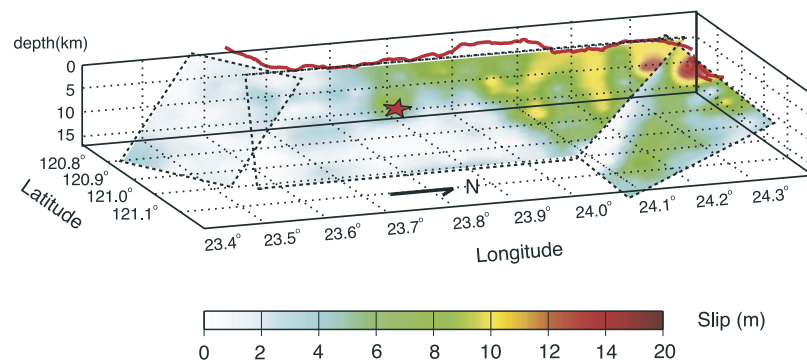 depth(km)
0
5
10
15
120.8°
120.9°
121.0°
121.1°
Latitude
N
23.4° 23.5° 23.6° 23.7° 23.8° 23.9° 24.0° 24.1° 24.2° 24.3°
Longitude
Slip (m)
0 2 4 6 8 10 12 14 20